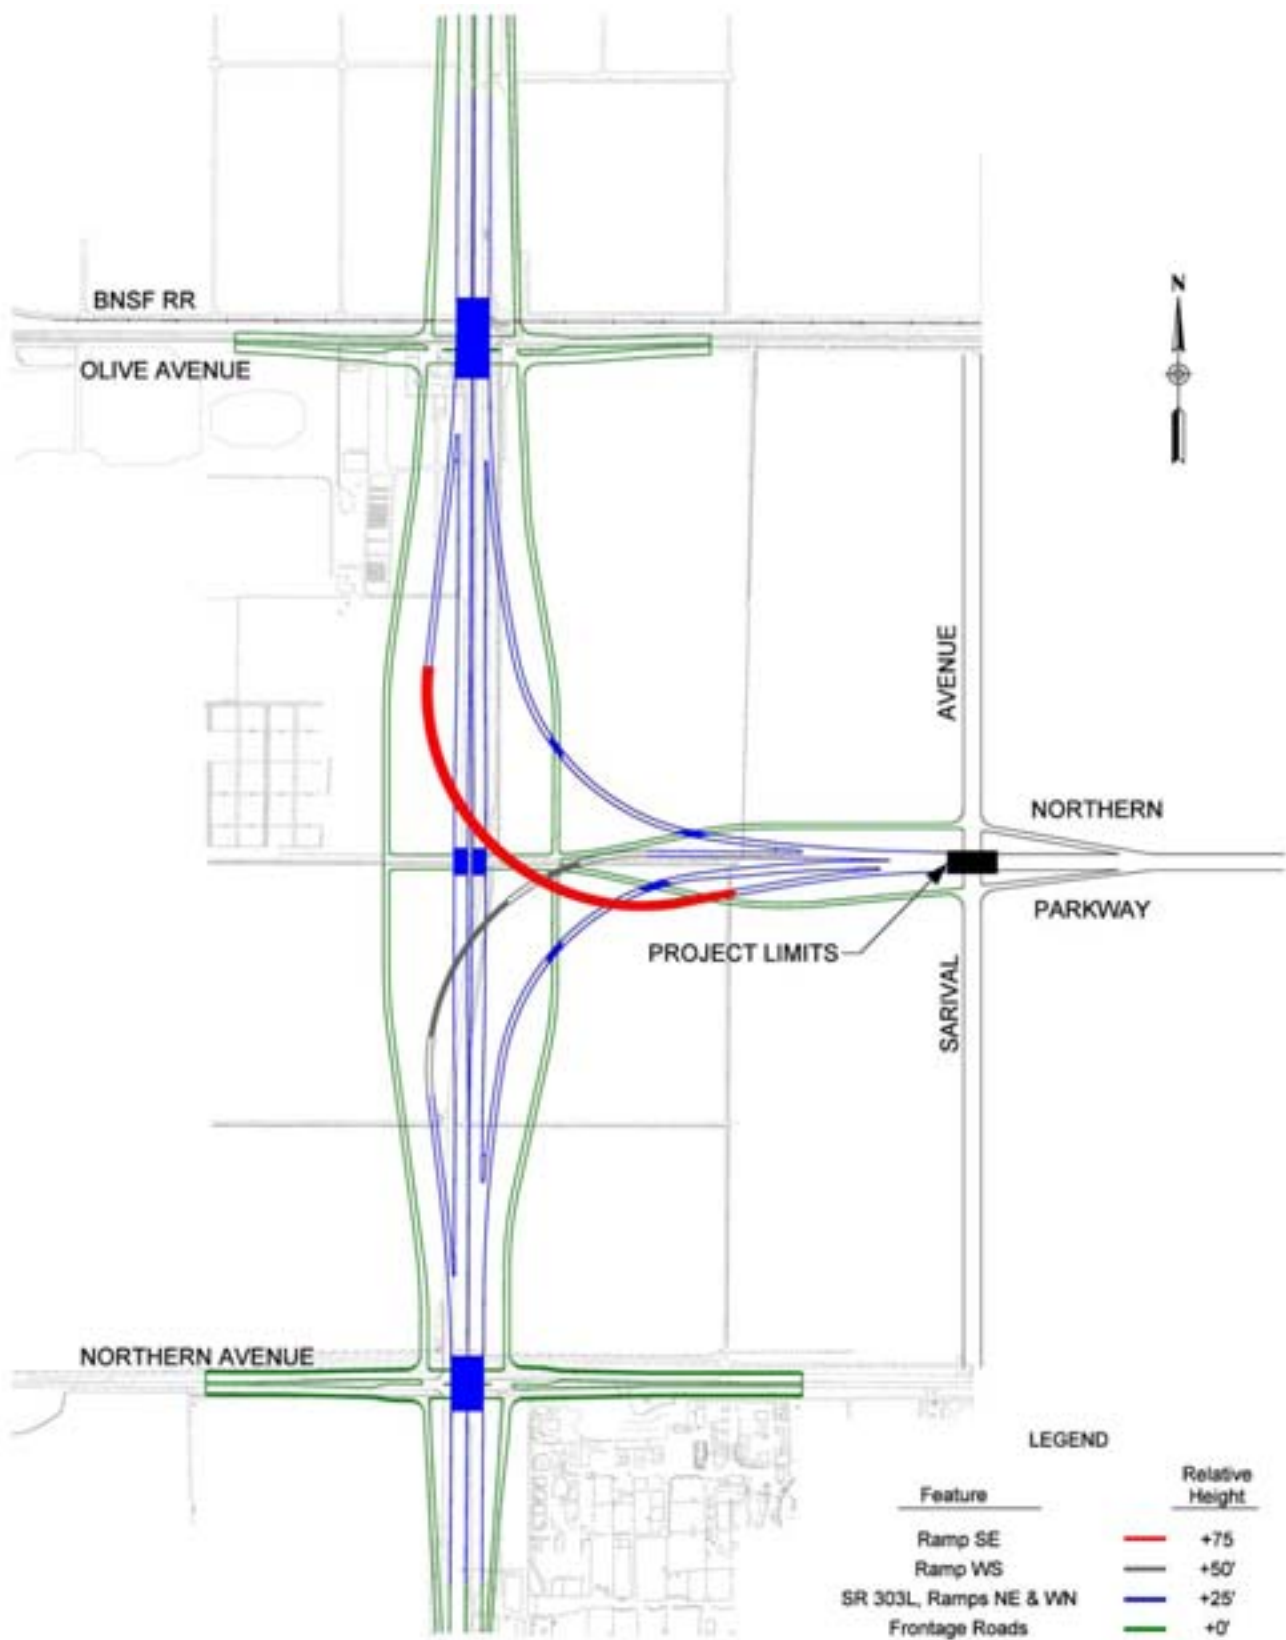 N
BNSF RR
OLIVE AVENUE
AVENUE
NORTHERN
PARKWAY
PROJECT LIMITS
SARIVAL
NORTHERN AVENUE
LEGEND
Feature Relative Height
Ramp SE +75
Ramp WS +50'
SR 303L, Ramps NE & WN +25'
Frontage Roads +0'